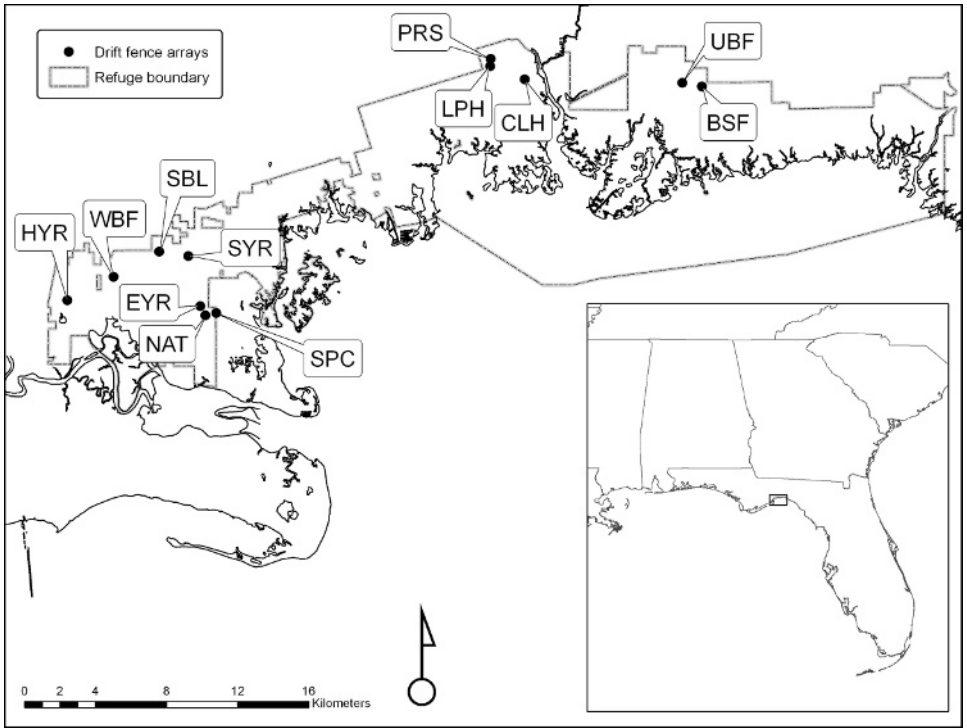 Drift fence arrays
Refuge boundary
PRS
UBF
LPH
CLH
BSF
SBL
WBF
HYR
SYR
EYR
NAT
SPC
0 2 4 8 12 16
Kilometers